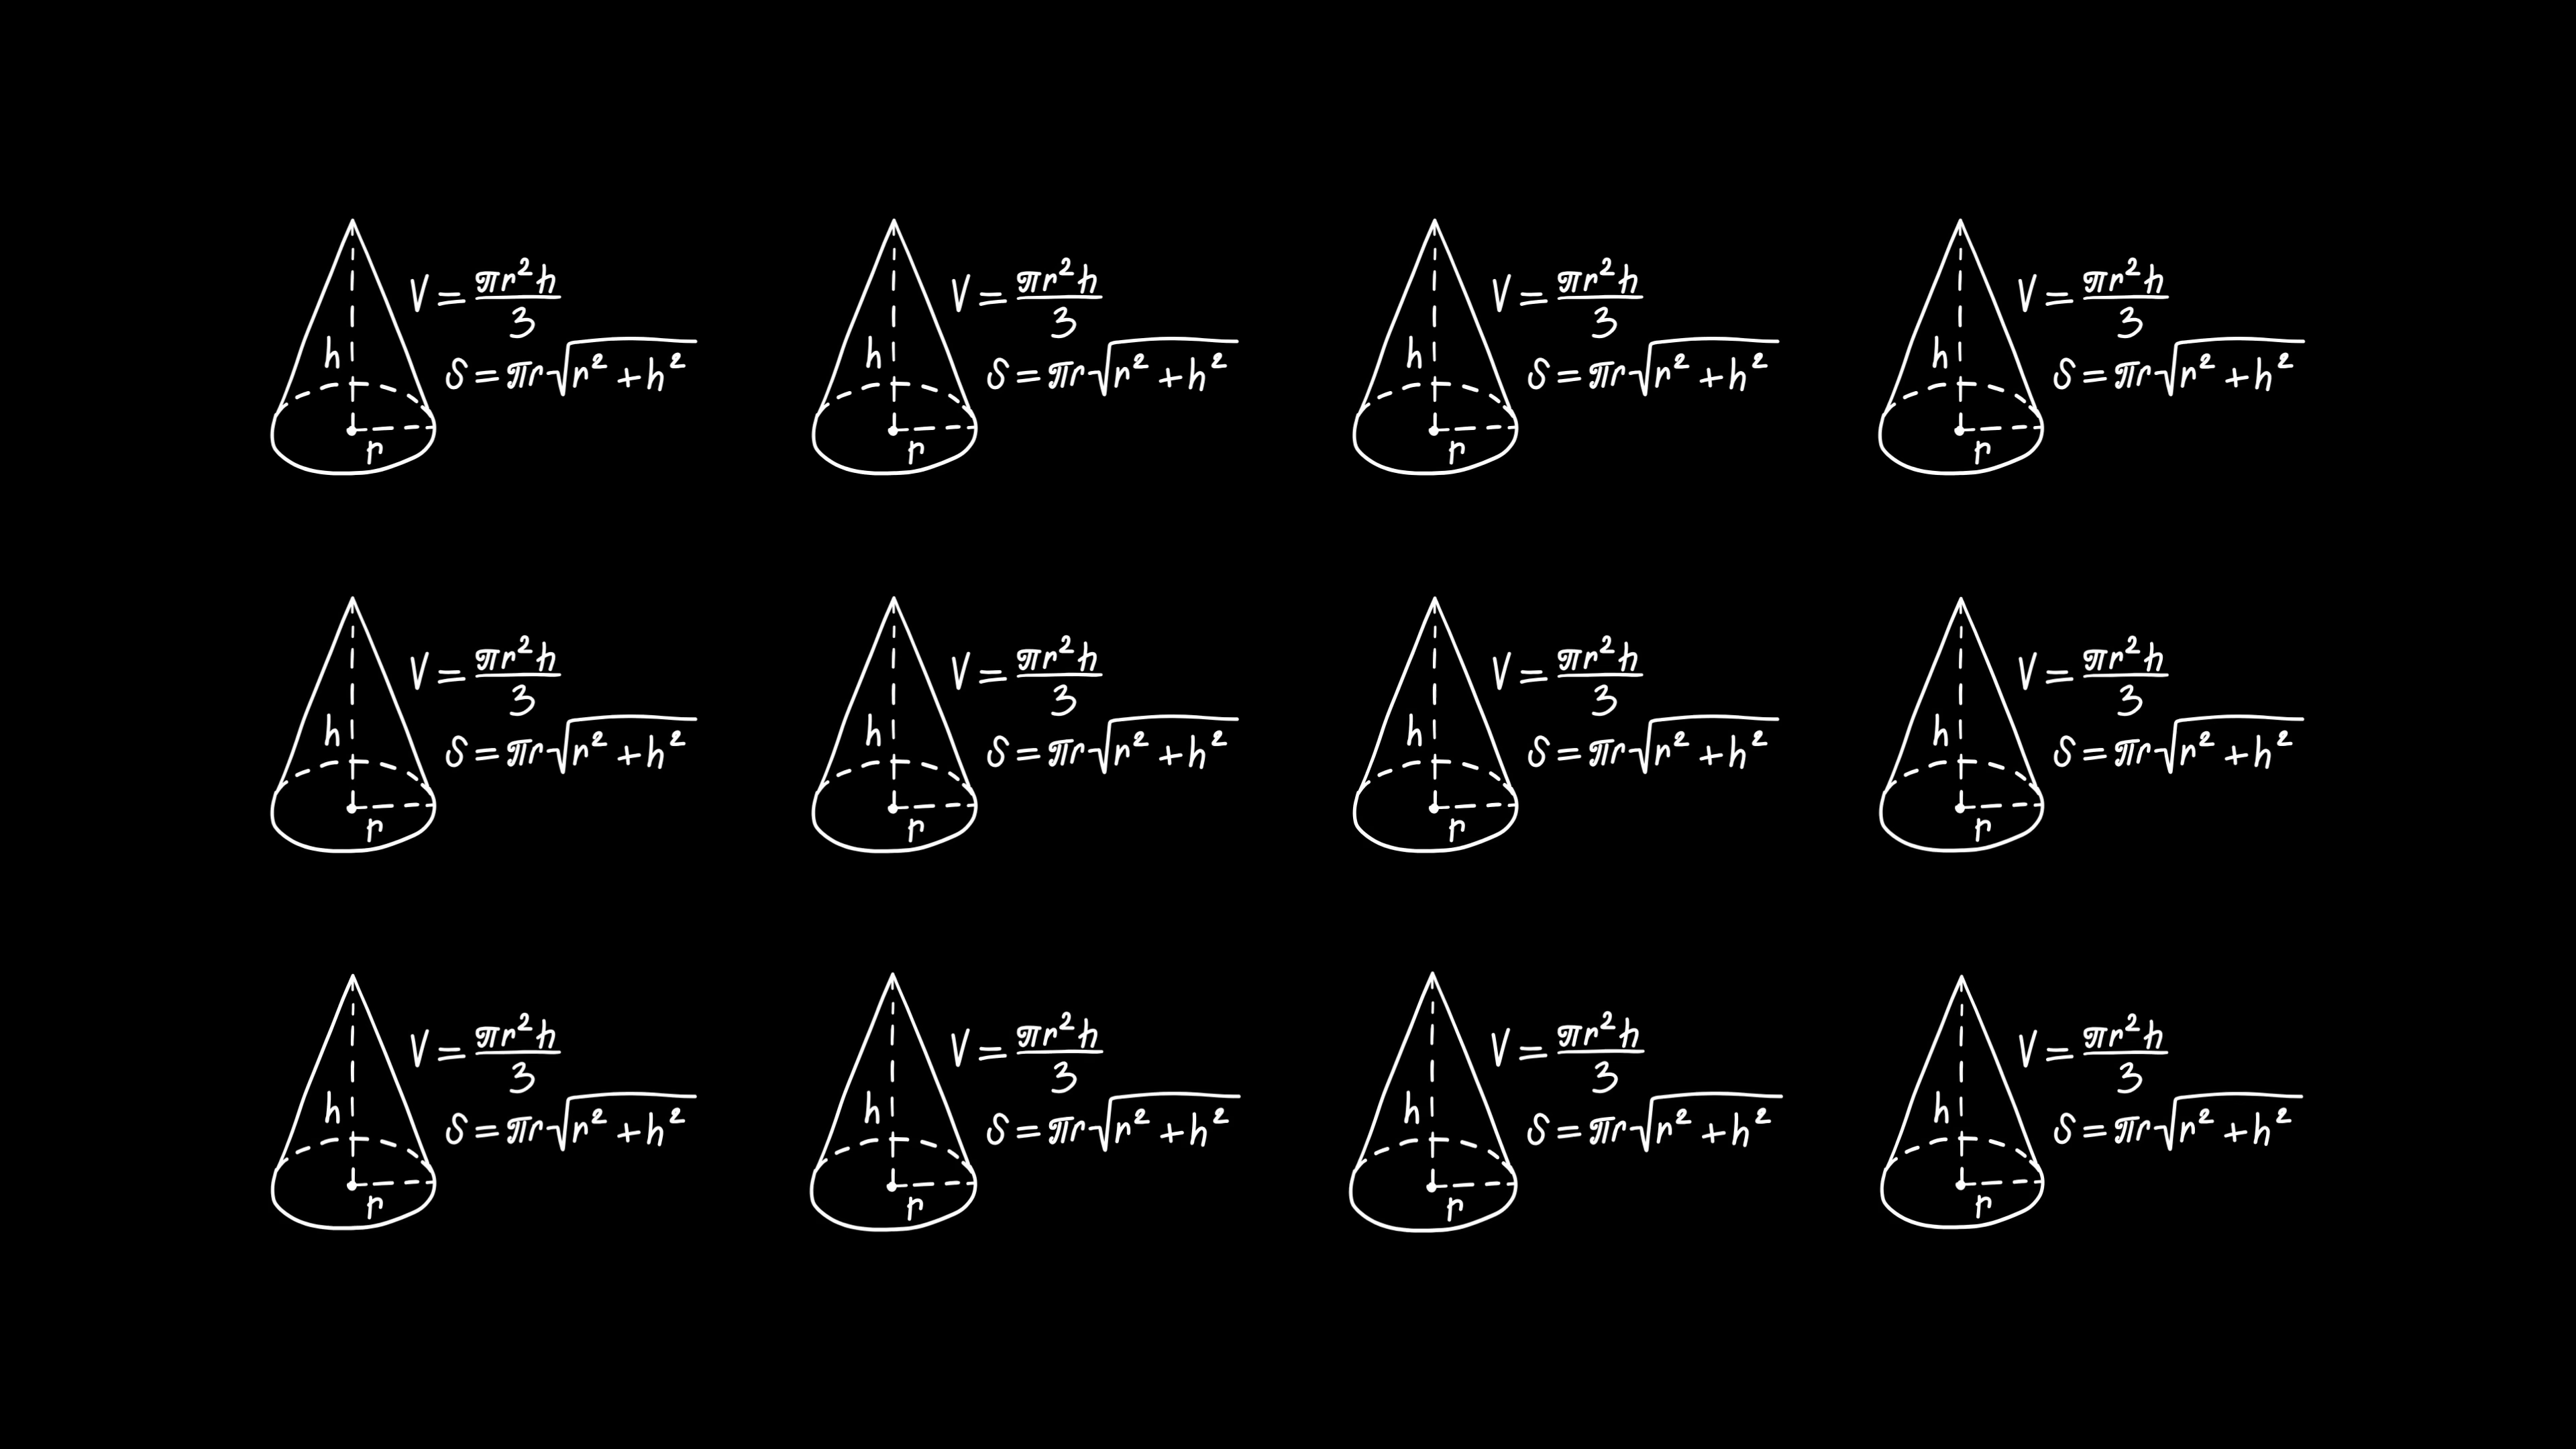 V = πr²h/3
h
S = πr√(r² + h²)
r
V = πr²h/3
h
S = πr√(r² + h²)
r
V = πr²h/3
h
S = πr√(r² + h²)
r
V = πr²h/3
h
S = πr√(r² + h²)
r
V = πr²h/3
h
S = πr√(r² + h²)
r
V = πr²h/3
h
S = πr√(r² + h²)
r
V = πr²h/3
h
S = πr√(r² + h²)
r
V = πr²h/3
h
S = πr√(r² + h²)
r
V = πr²h/3
h
S = πr√(r² + h²)
r
V = πr²h/3
h
S = πr√(r² + h²)
r
V = πr²h/3
h
S = πr√(r² + h²)
r
V = πr²h/3
h
S = πr√(r² + h²)
r